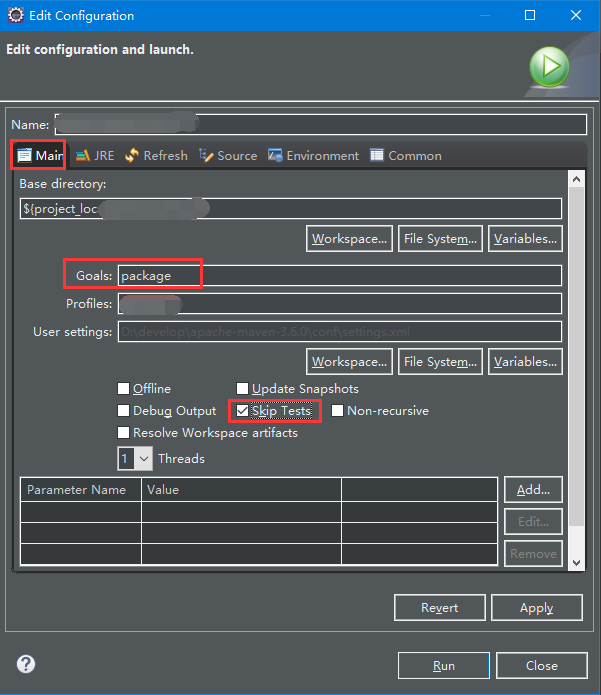 Edit Configuration
Edit configuration and launch.
Name:
Main JRE Refresh Source Environment Common
Base directory:
${project_loc:
Workspace... File System... Variables...
Goals: package
Profiles:
User settings: D:\develop\apache-maven-3.6.0\conf\settings.xml
Workspace... File System... Variables...
Offline Update Snapshots
Debug Output Skip Tests Non-recursive
Resolve Workspace artifacts
1 Threads
Parameter Name Value Add...
Edit...
Remove
Revert Apply
? Run Close